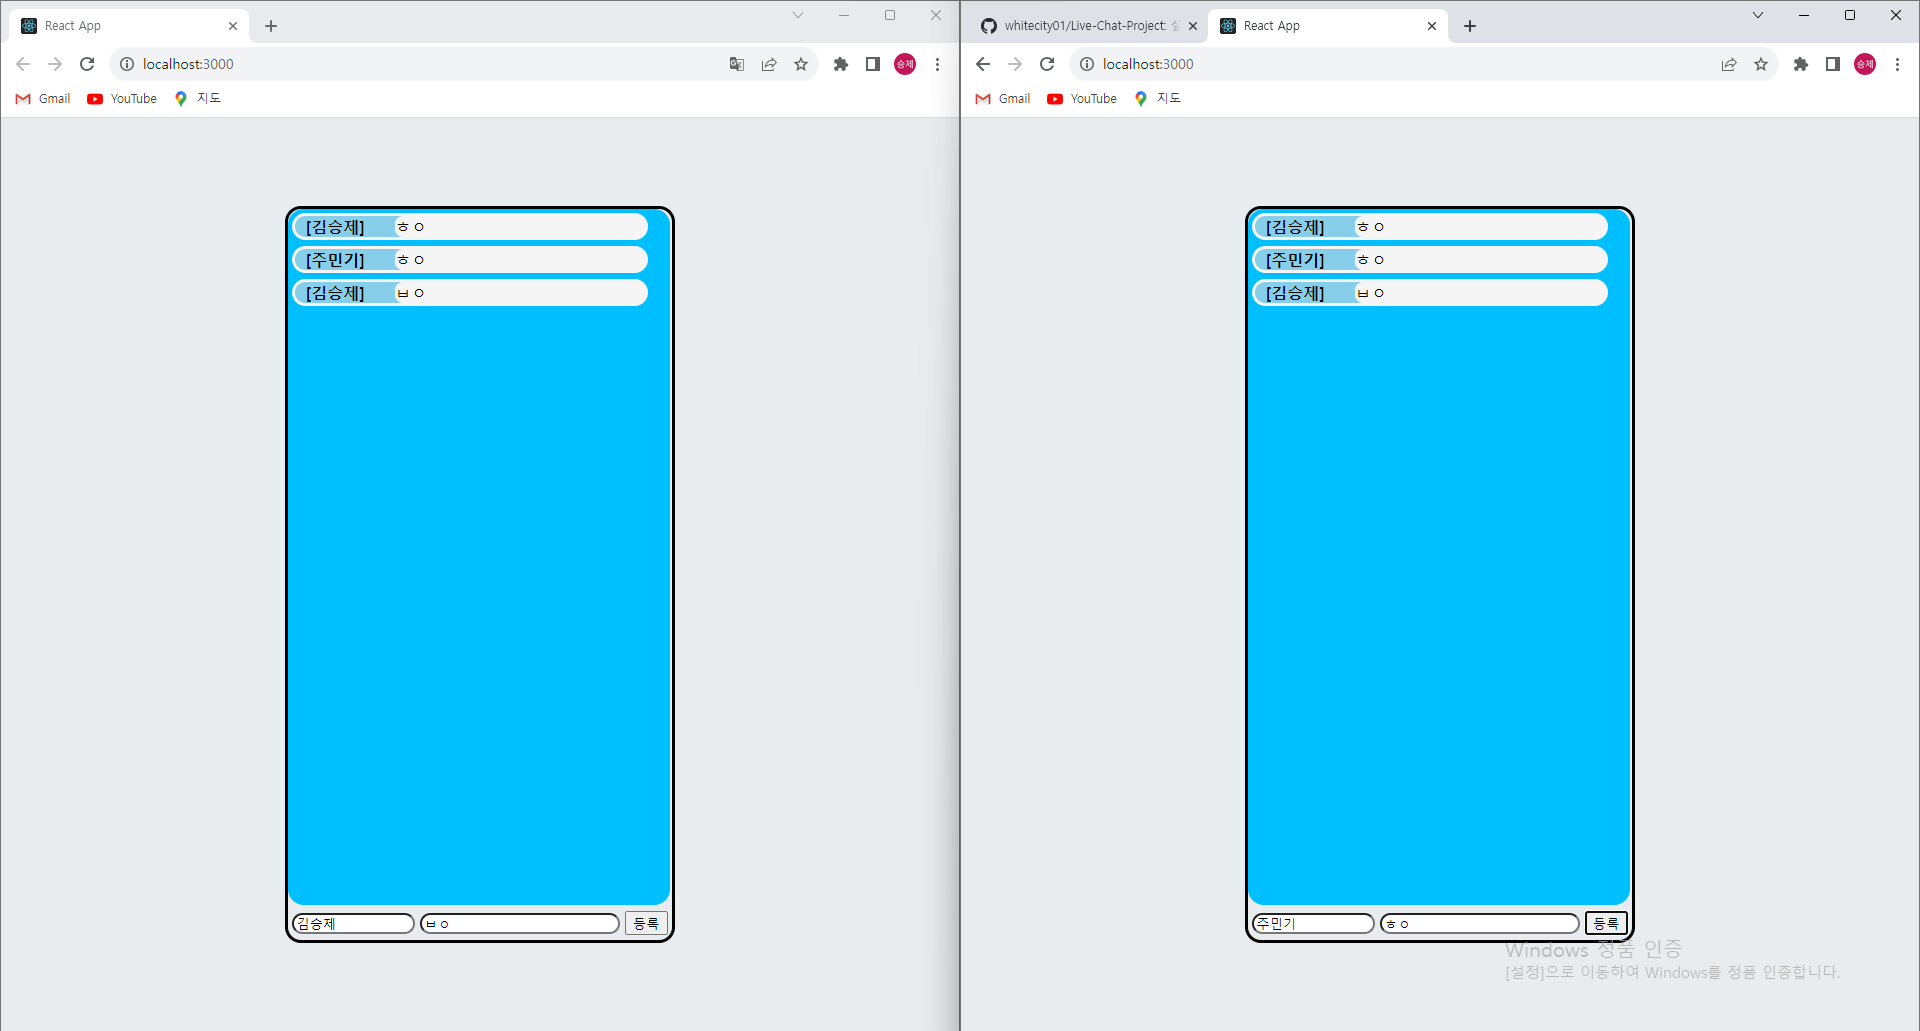 React App
localhost:3000
Gmail
YouTube
지도
승제
[김승제] ㅎㅇ
[주민기] ㅎㅇ
[김승제] ㅂㅇ
김승제
ㅂㅇ
등록
whitecity01/Live-Chat-Project:
React App
localhost:3000
승제
Gmail
YouTube
지도
[김승제] ㅎㅇ
[주민기] ㅎㅇ
[김승제] ㅂㅇ
주민기
ㅎㅇ
등록
Windows 정품 인증
[설정]으로 이동하여 Windows를 정품 인증합니다.